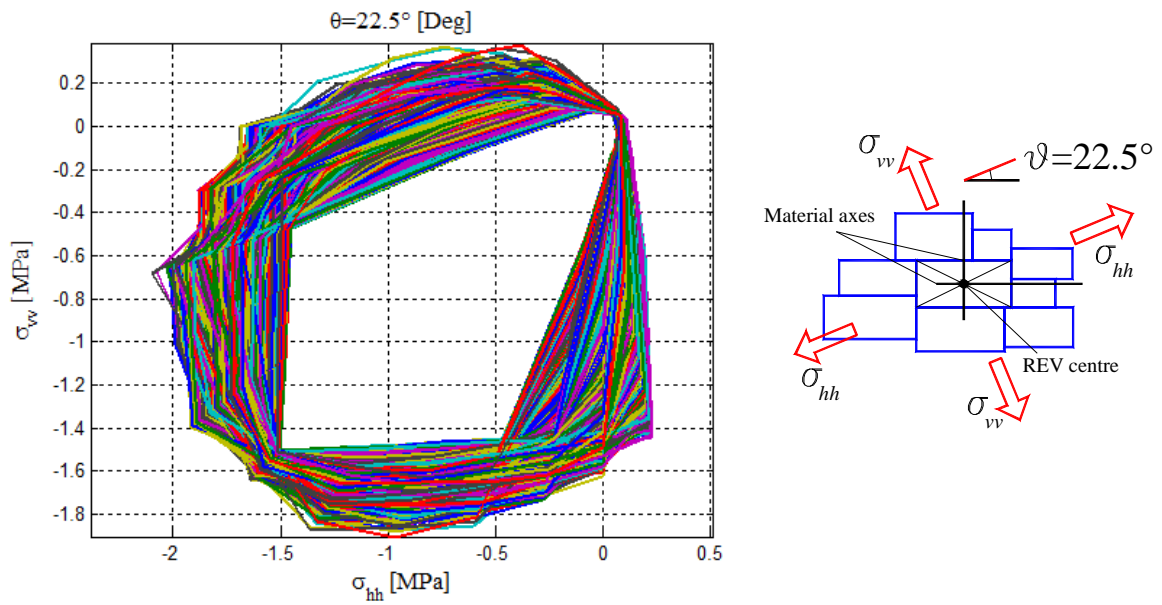 θ=22.5° [Deg]
0.2
0
-0.2
-0.4
-0.6
-0.8
-1
-1.2
-1.4
-1.6
-1.8
σvv [MPa]
-2
-1.5
-1
-0.5
0
0.5
σhh [MPa]
σvv
ϑ=22.5°
Material axes
σhh
REV centre
σhh
σvv